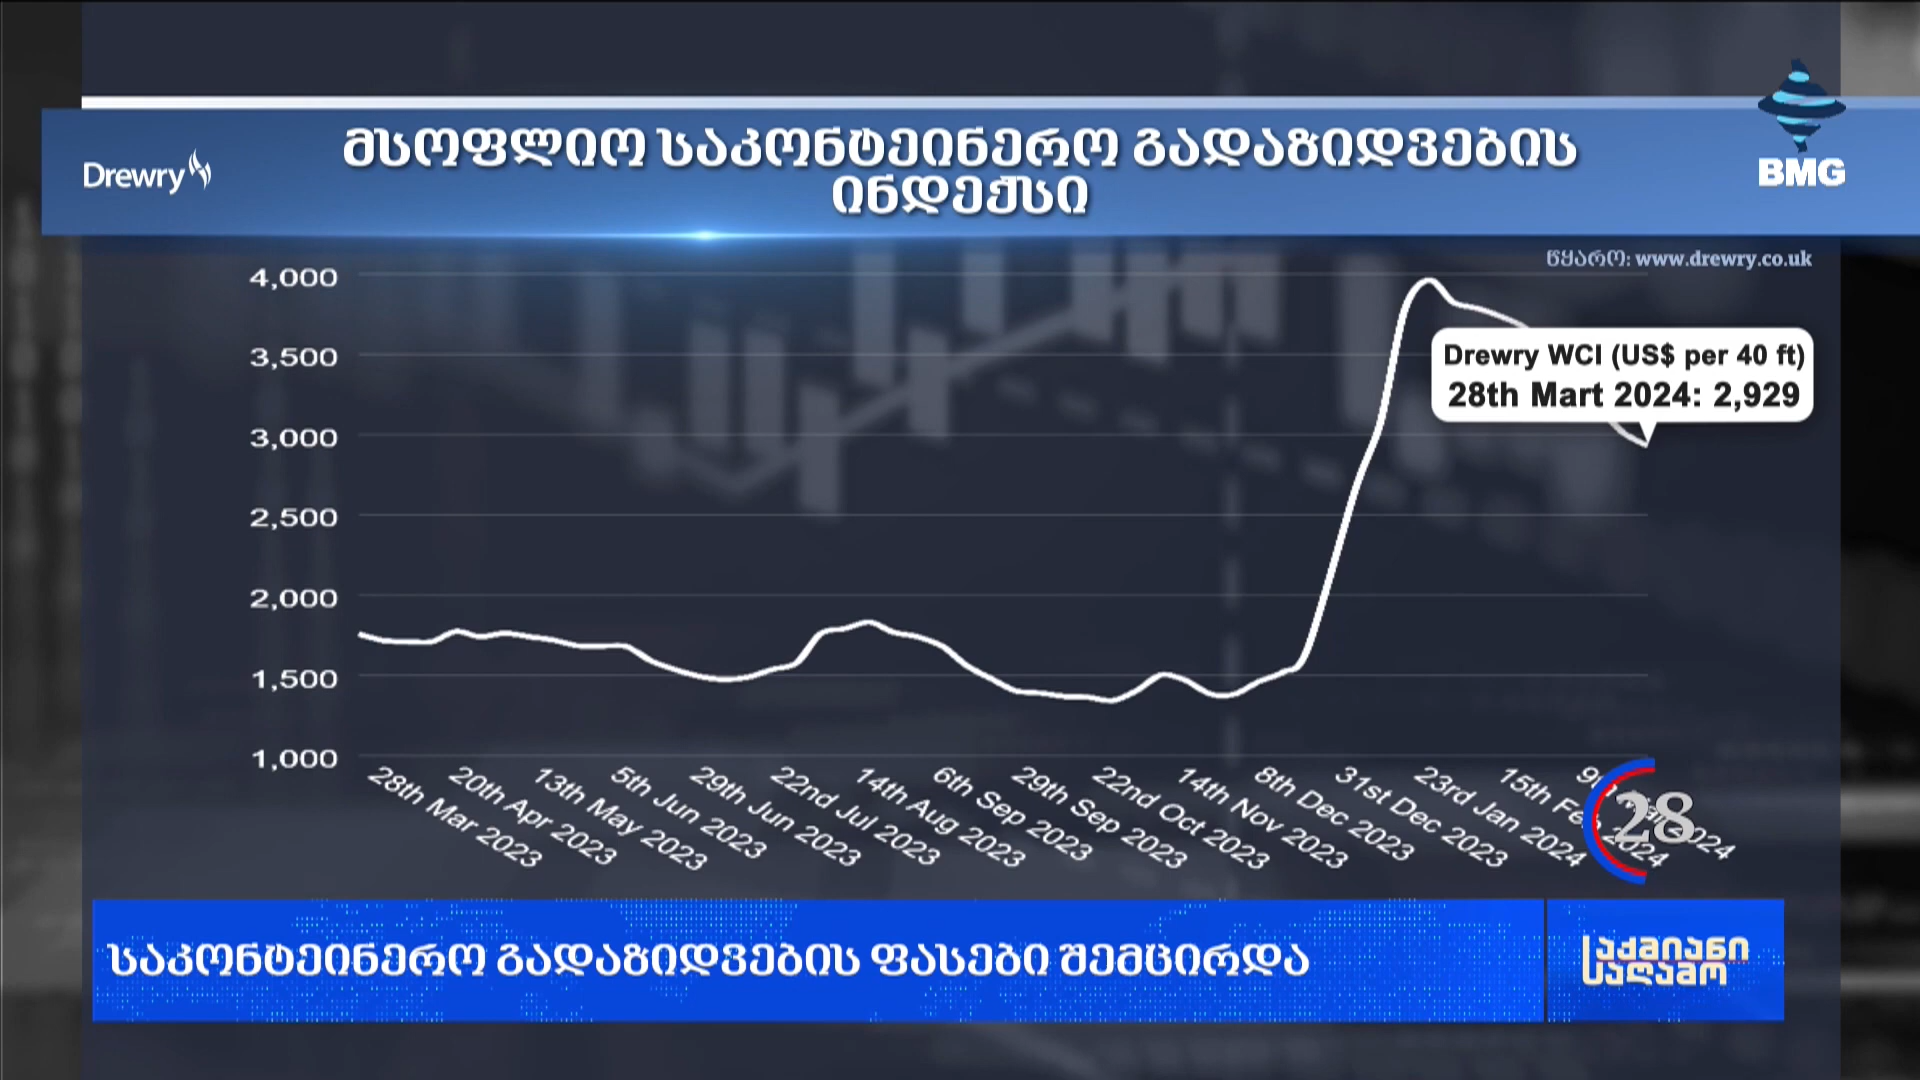 Drewry
მსოფლიო საკონტეინერო გადაზიდვების
ინდექსი
BMG
წყარო: www.drewry.co.uk
4,000
3,500
3,000
2,500
2,000
1,500
1,000
Drewry WCI (US$ per 40 ft)
28th Mart 2024: 2,929
28th Mar 2023
20th Apr 2023
13th May 2023
5th Jun 2023
29th Jun 2023
22nd Jul 2023
14th Aug 2023
6th Sep 2023
29th Sep 2023
22nd Oct 2023
14th Nov 2023
8th Dec 2023
31st Dec 2023
23rd Jan 2024
15th Feb 2024
2024
28
საკონტეინერო გადაზიდვების ფასები შემცირდა
საქმიანი
საღამო